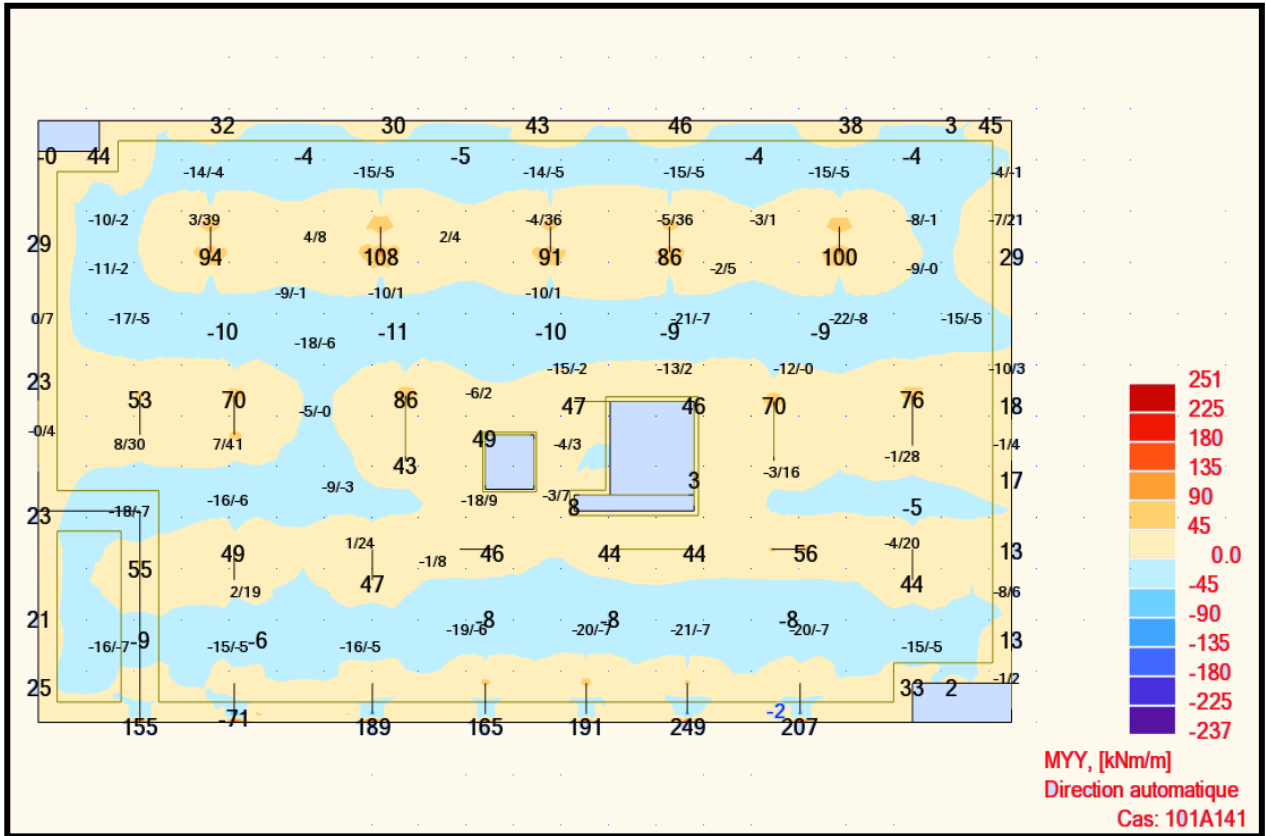 32 30 43 46 38 3 45
-0 44 -4 -5 -4 -4
-14/-4 -15/-5 -14/-5 -15/-5 -15/-5 -4/-1
-10/-2 3/39 -4/36 -5/36 -3/1 -8/-1 -7/21
29 4/8 2/4
94 108 91 86 100 29
-11/-2 -2/5 -9/-0
-9/-1 -10/1 -10/1
0/7 -17/-5 -21/-7 -22/-8 -15/-5
-10 -11 -10 -9 -9
-18/-6
-15/-2 -13/2 -12/-0 -10/3
23 -6/2
53 70 86 47 46 70 76 18
-5/-0
-0/4 8/30 7/41 -4/3 -1/4
49
-1/28
43 -3/16
3 17
-9/-3
-16/-6 -18/9 -3/7
23 -18/-7 8 -5
1/24 -4/20
49 46 44 44 56 13
55 -1/8
47 44
2/19 -8/6
21 -8 -8 -8
-19/-6 -20/-7 -21/-7 -20/-7
-9 -6 13
-16/-7 -15/-5 -16/-5 -15/-5
25 33 2 -1/2
-2
-71
155 189 165 191 249 207
251
225
180
135
90
45
0.0
-45
-90
-135
-180
-225
-237
MYY, [kNm/m]
Direction automatique
Cas: 101A141